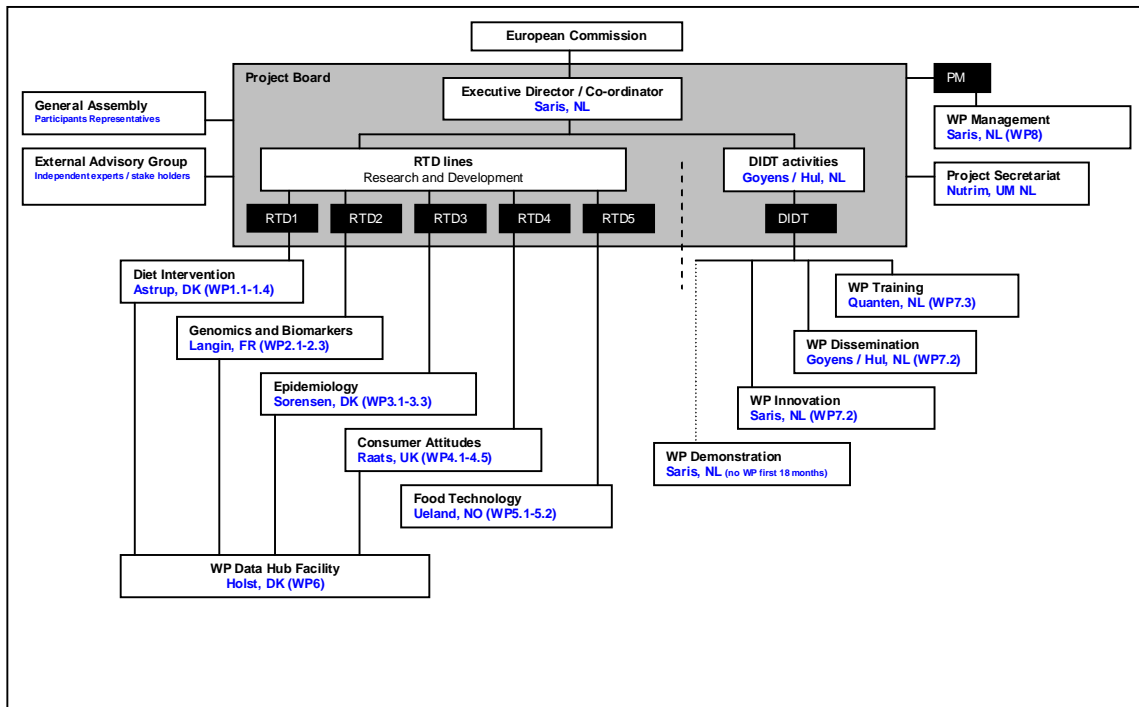 European Commission
Project Board
PM
Executive Director / Co-ordinator
Saris, NL
General Assembly
Participants Representatives
WP Management
Saris, NL (WP8)
External Advisory Group
Independent experts / stake holders
RTD lines
Research and Development
DIDT activities
Goyens / Hul, NL
Project Secretariat
Nutrim, UM NL
RTD1
RTD2
RTD3
RTD4
RTD5
DIDT
Diet Intervention
Astrup, DK (WP1.1-1.4)
WP Training
Quanten, NL (WP7.3)
Genomics and Biomarkers
Langin, FR (WP2.1-2.3)
WP Dissemination
Goyens / Hul, NL (WP7.2)
Epidemiology
Sorensen, DK (WP3.1-3.3)
WP Innovation
Saris, NL (WP7.2)
Consumer Attitudes
Raats, UK (WP4.1-4.5)
WP Demonstration
Saris, NL (no WP first 18 months)
Food Technology
Ueland, NO (WP5.1-5.2)
WP Data Hub Facility
Holst, DK (WP6)